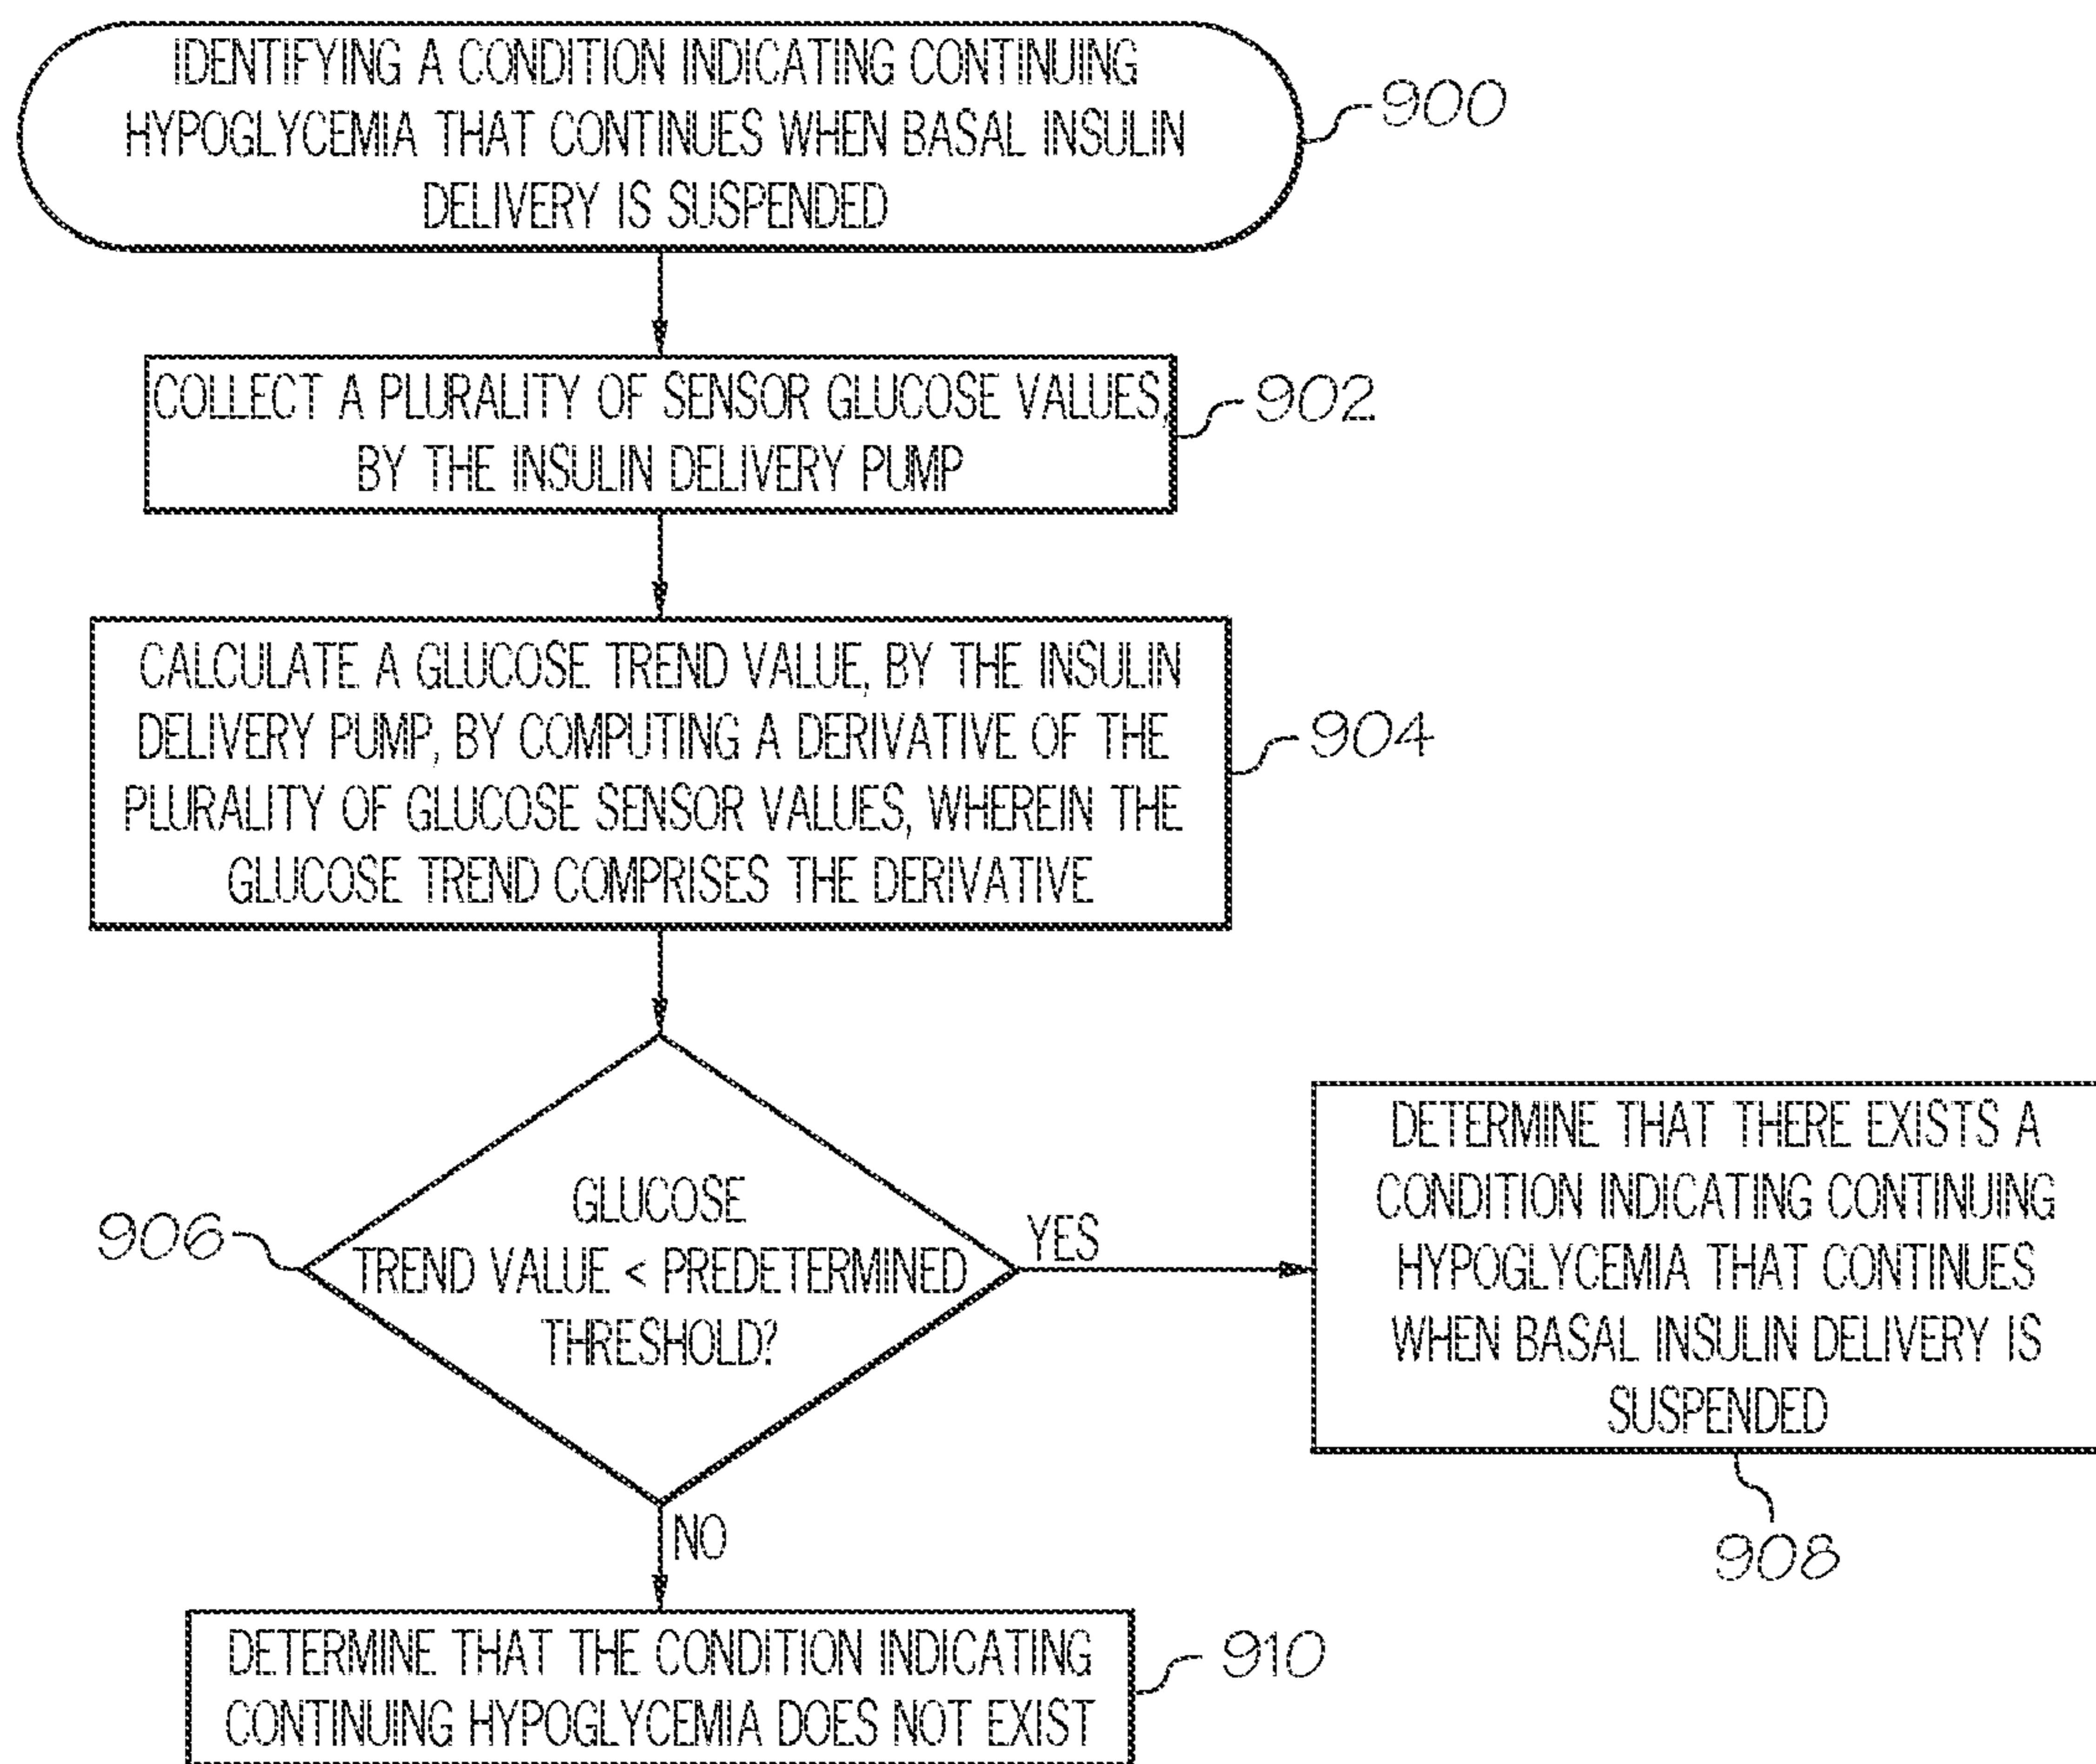 IDENTIFYING A CONDITION INDICATING CONTINUING
HYPOGLYCEMIA THAT CONTINUES WHEN BASAL INSULIN
DELIVERY IS SUSPENDED
900
COLLECT A PLURALITY OF SENSOR GLUCOSE VALUES,
BY THE INSULIN DELIVERY PUMP
902
CALCULATE A GLUCOSE TREND VALUE, BY THE INSULIN
DELIVERY PUMP, BY COMPUTING A DERIVATIVE OF THE
PLURALITY OF GLUCOSE SENSOR VALUES, WHEREIN THE
GLUCOSE TREND COMPRISES THE DERIVATIVE
904
906
GLUCOSE
TREND VALUE < PREDETERMINED
THRESHOLD?
YES
DETERMINE THAT THERE EXISTS A
CONDITION INDICATING CONTINUING
HYPOGLYCEMIA THAT CONTINUES
WHEN BASAL INSULIN DELIVERY IS
SUSPENDED
908
NO
DETERMINE THAT THE CONDITION INDICATING
CONTINUING HYPOGLYCEMIA DOES NOT EXIST
910